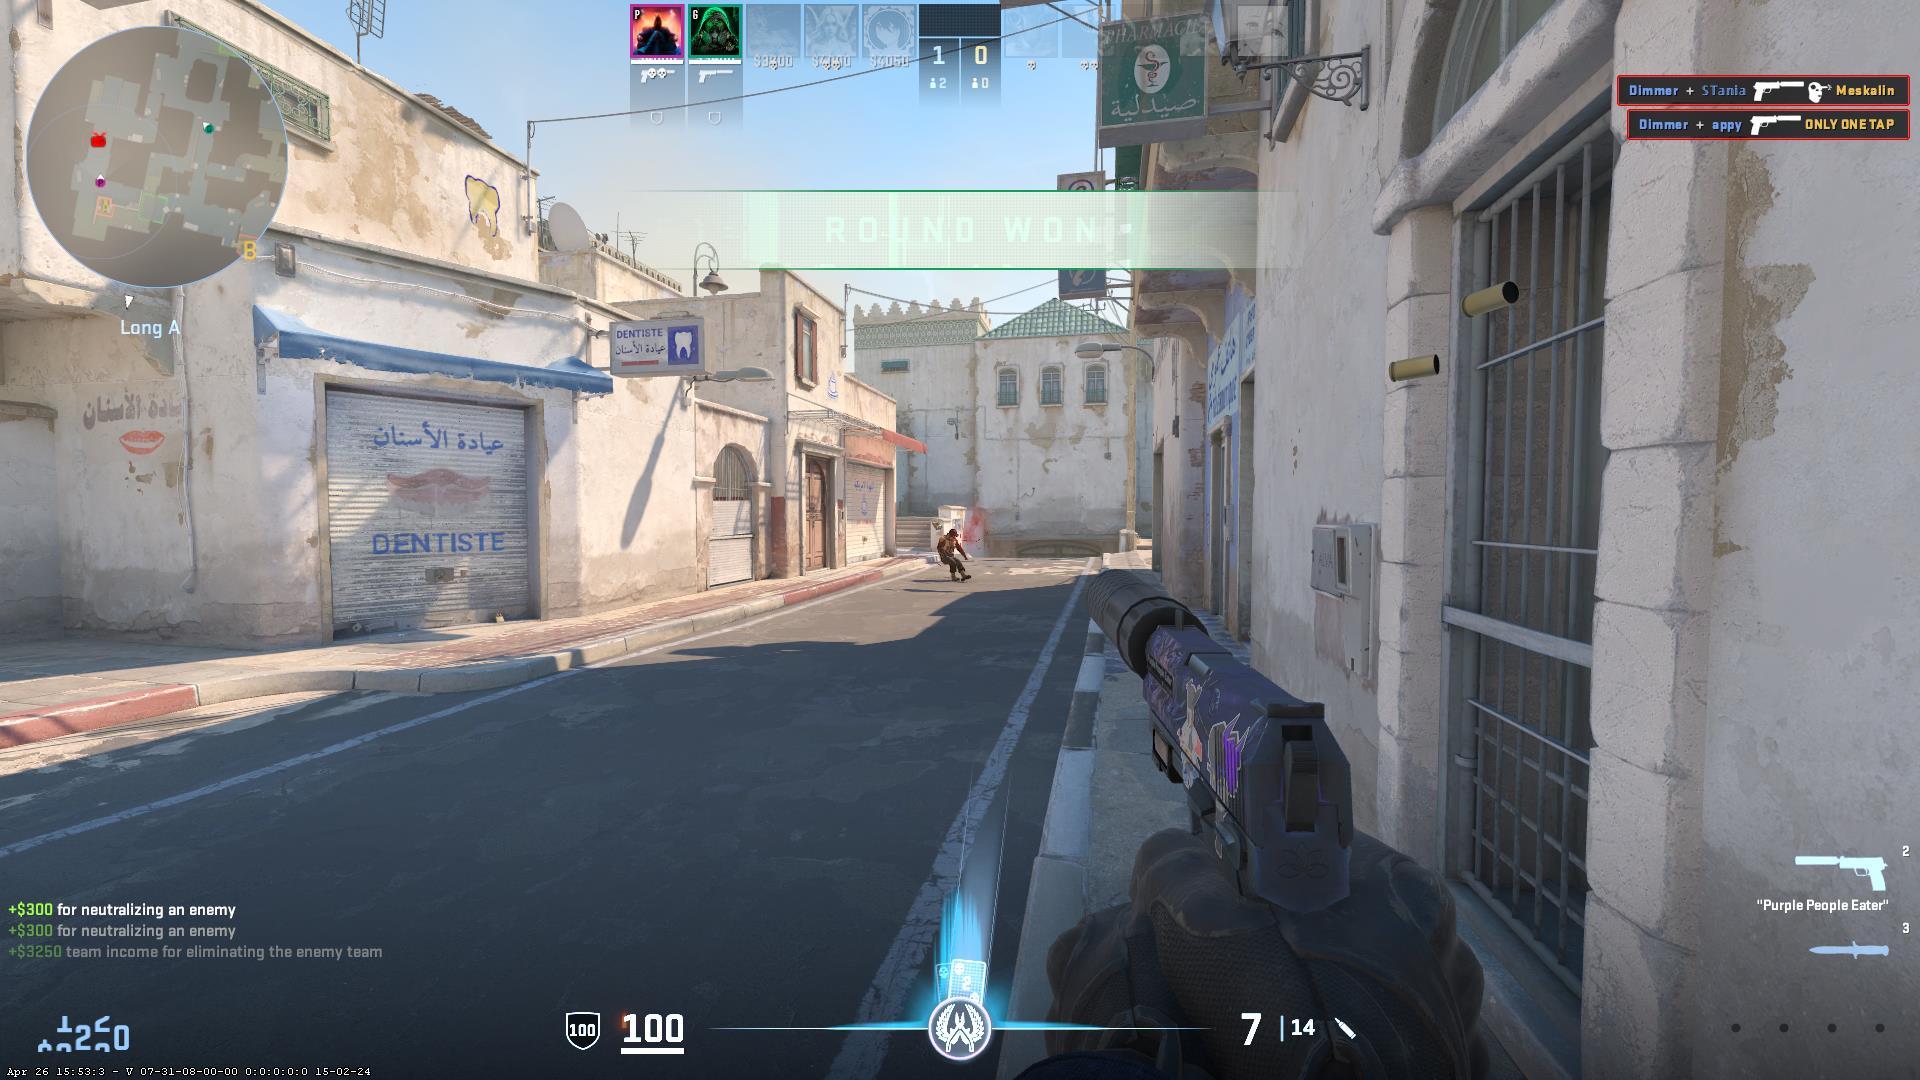 P
G
$3300
$4050
1 0
2 0
PHARMACIE
صيدلية
Dimmer + STania Meskalin
Dimmer + appy ONLY ONE TAP
ROUND WON
B
Long A
DENTISTE
عيادة الأسنان
عيادة الأسنان
DENTISTE
+$300 for neutralizing an enemy
+$300 for neutralizing an enemy
+$3250 team income for eliminating the enemy team
2
"Purple People Eater"
3
2
100
100
7 | 14
Apr 26 15:53:3 - V 07-31-08-00-00 0:0:0:0:0 15-02-24